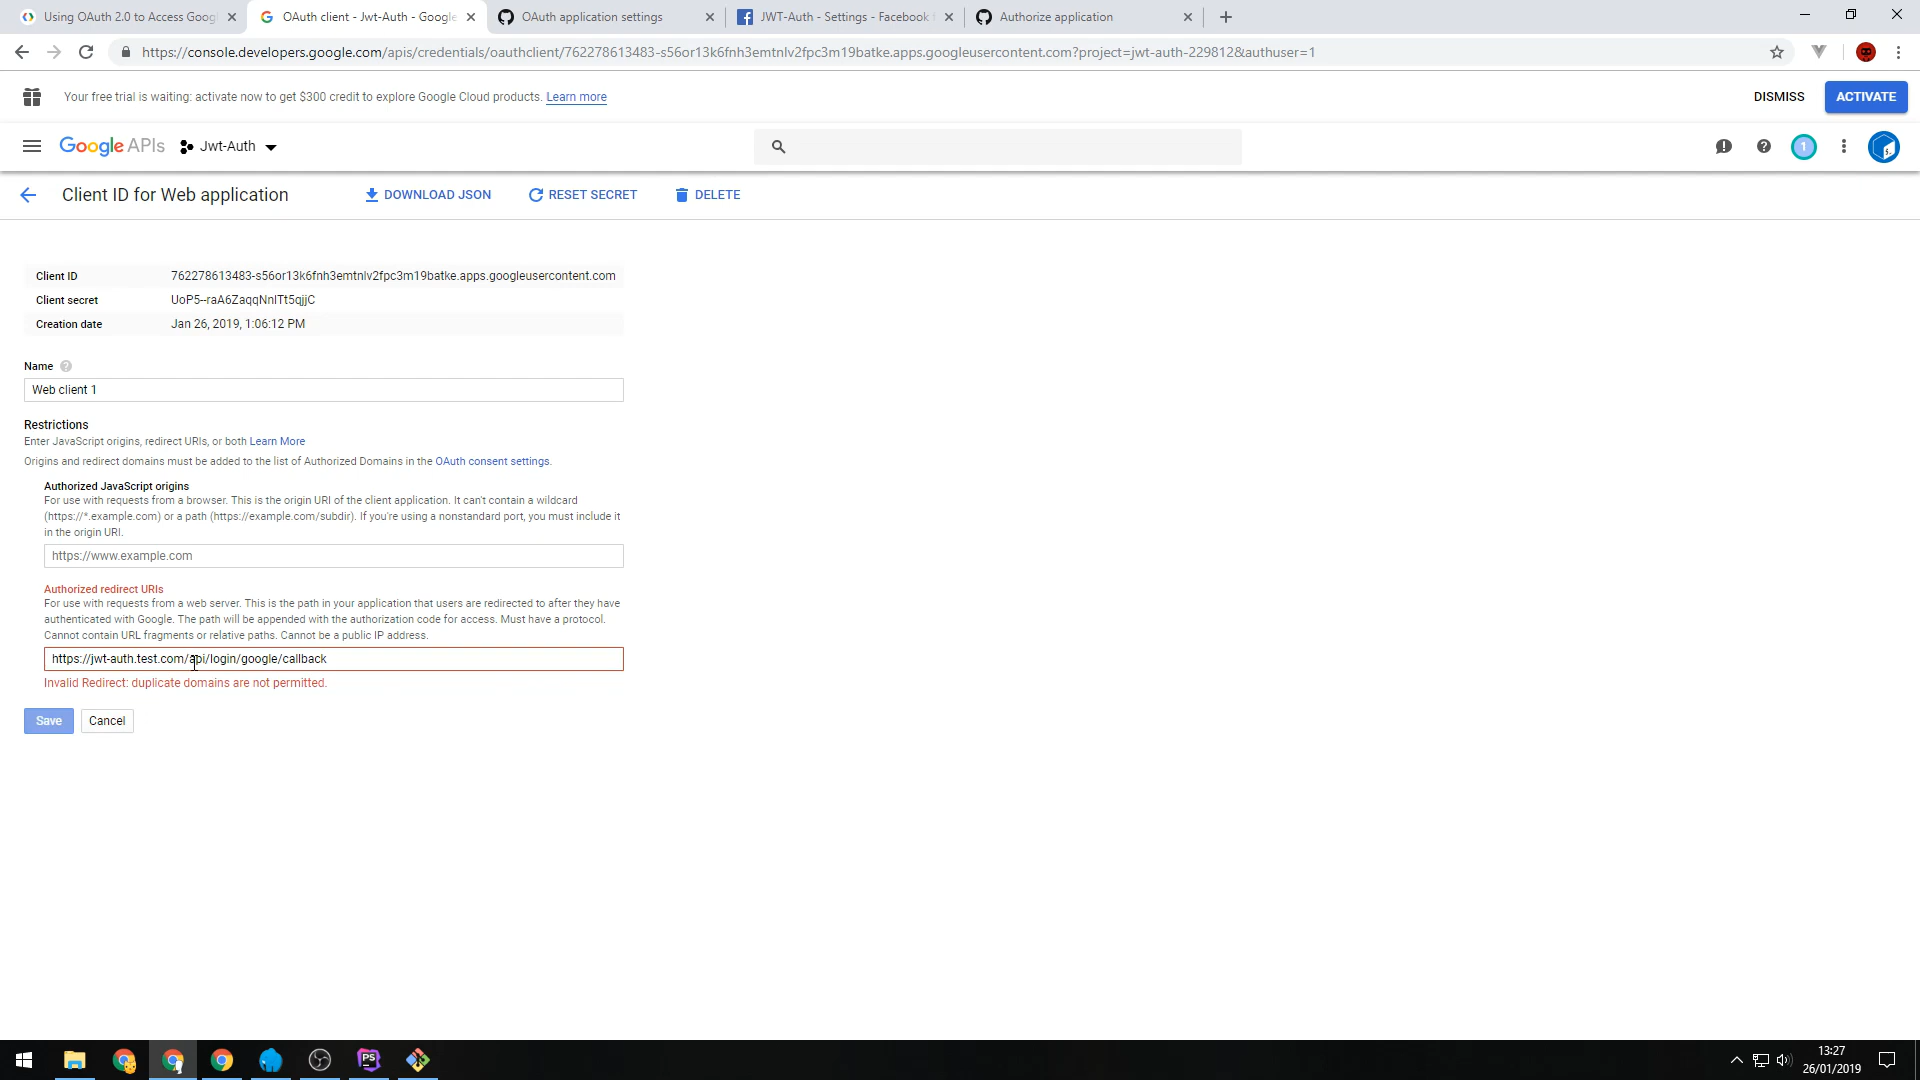 Using OAuth 2.0 to Access Goog
OAuth client - Jwt-Auth - Google
OAuth application settings
JWT-Auth - Settings - Facebook
Authorize application
https://console.developers.google.com/apis/credentials/oauthclient/762278613483-s56or13k6fnh3emtnlv2fpc3m19batke.apps.googleusercontent.com?project=jwt-auth-229812&authuser=1
Your free trial is waiting: activate now to get $300 credit to explore Google Cloud products. Learn more
DISMISS
ACTIVATE
Google APIs
Jwt-Auth
1
Client ID for Web application
DOWNLOAD JSON
RESET SECRET
DELETE
Client ID 762278613483-s56or13k6fnh3emtnlv2fpc3m19batke.apps.googleusercontent.com
Client secret UoP5--raA6ZaqqNnlTt5qjjC
Creation date Jan 26, 2019, 1:06:12 PM
Name
Web client 1
Restrictions
Enter JavaScript origins, redirect URIs, or both Learn More
Origins and redirect domains must be added to the list of Authorized Domains in the OAuth consent settings.
Authorized JavaScript origins
For use with requests from a browser. This is the origin URI of the client application. It can't contain a wildcard
(https://*.example.com) or a path (https://example.com/subdir). If you're using a nonstandard port, you must include it
in the origin URI.
https://www.example.com
Authorized redirect URIs
For use with requests from a web server. This is the path in your application that users are redirected to after they have
authenticated with Google. The path will be appended with the authorization code for access. Must have a protocol.
Cannot contain URL fragments or relative paths. Cannot be a public IP address.
https://jwt-auth.test.com/api/login/google/callback
Invalid Redirect: duplicate domains are not permitted.
Save
Cancel
PS
13:27
26/01/2019